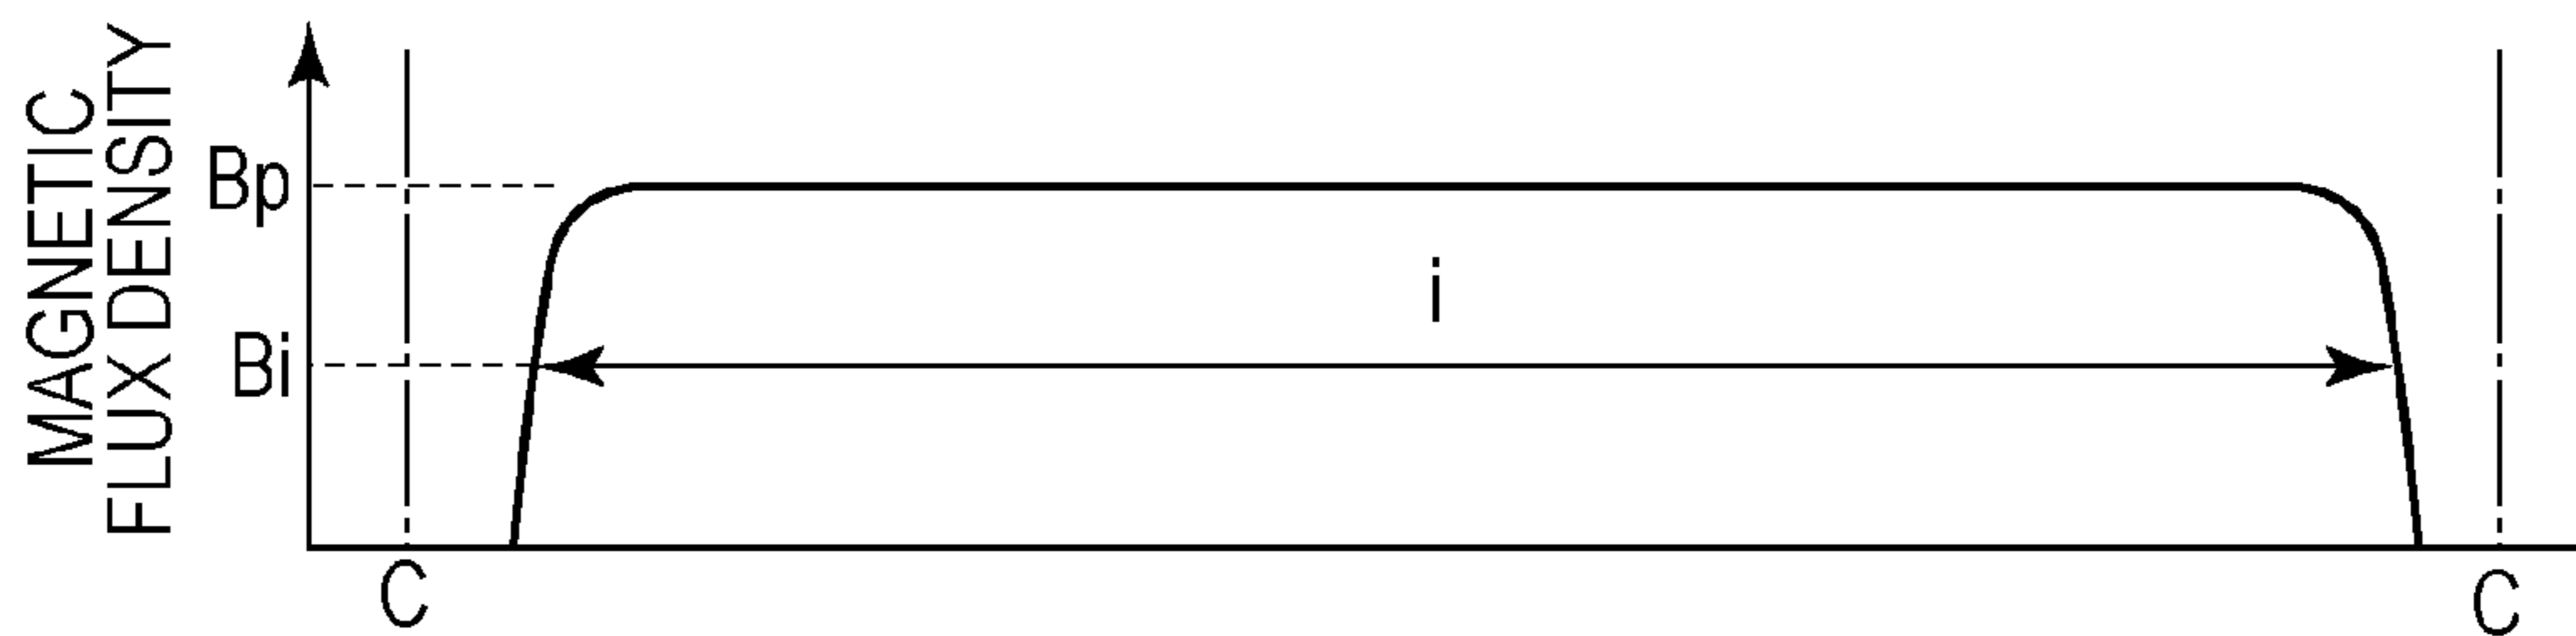 MAGNETIC
FLUX DENSITY
Bp
Bi
i
C
C